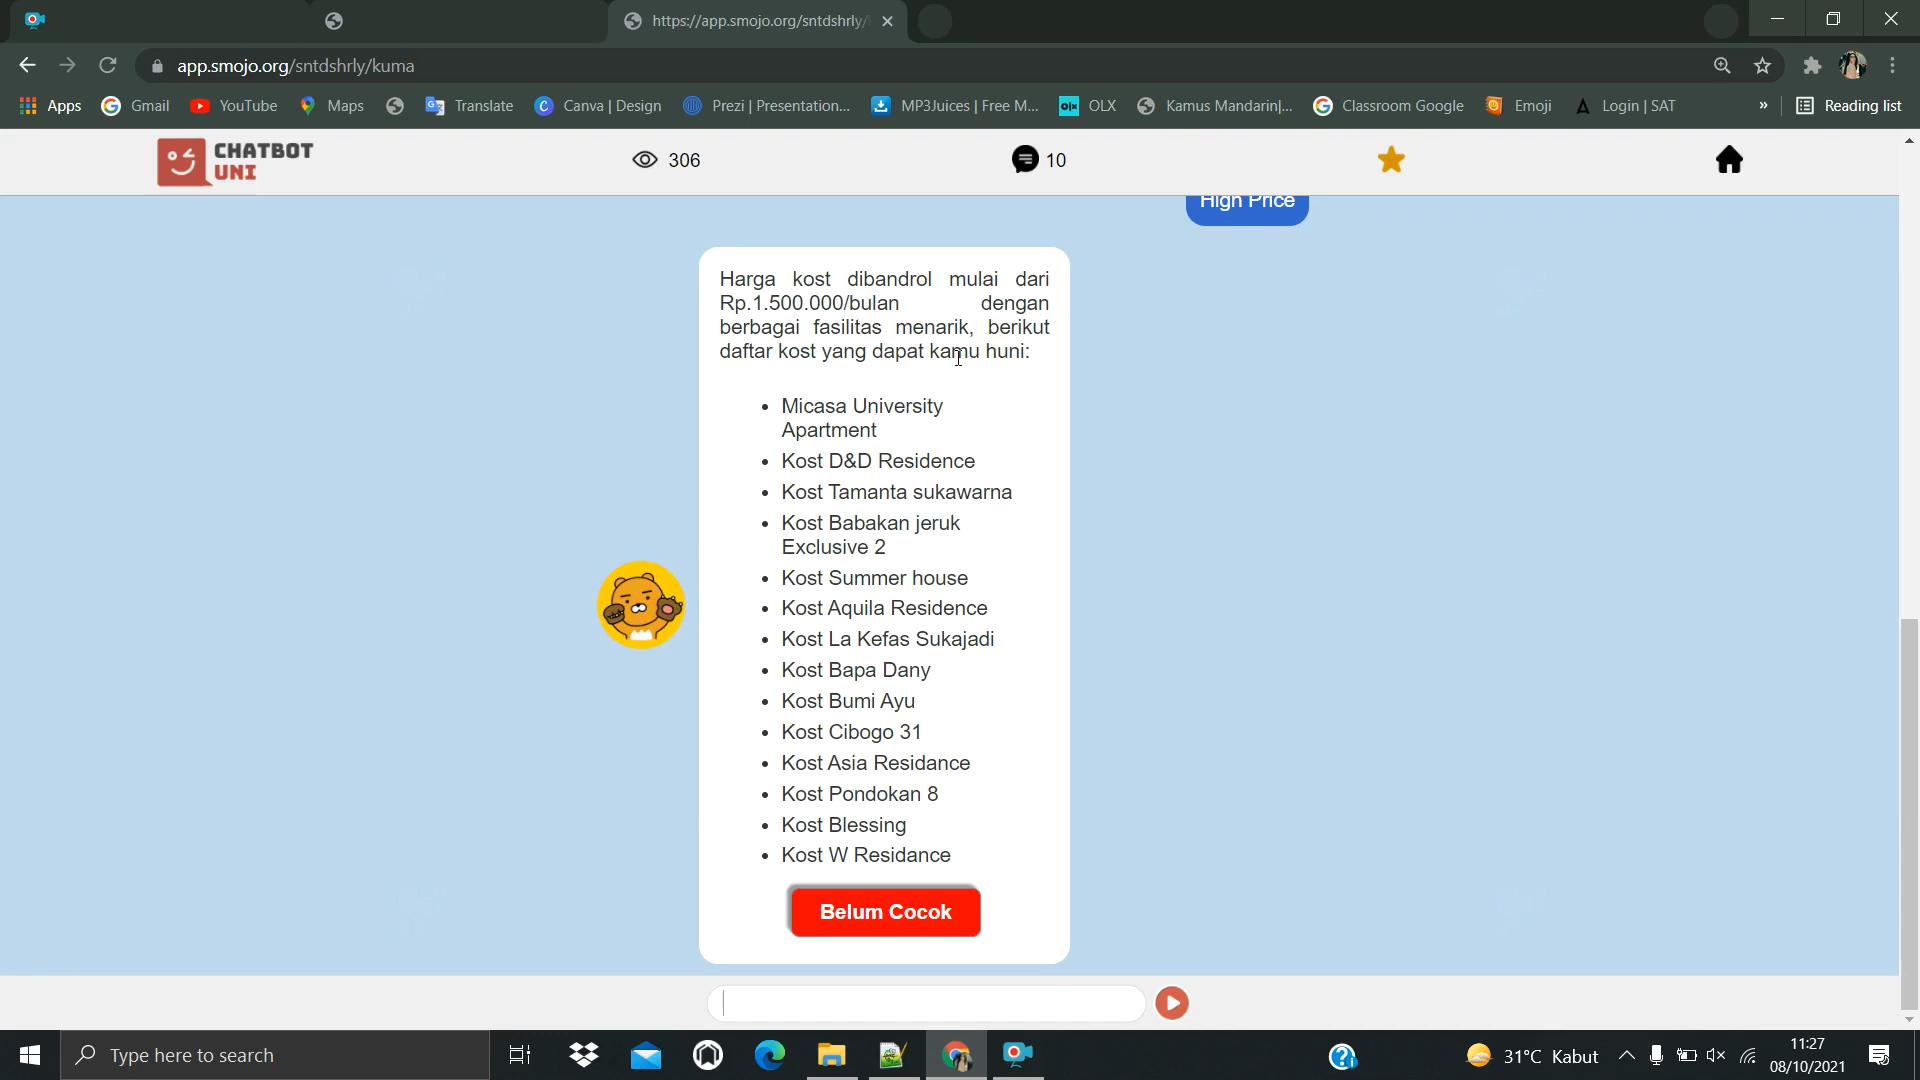 https://app.smojo.org/sntdshrly/
app.smojo.org/sntdshrly/kuma
Apps
Gmail
YouTube
Maps
Translate
Canva | Design
Prezi | Presentation...
MP3Juices | Free M...
OLX
Kamus Mandarin|...
Classroom Google
Emoji
Login | SAT
»
Reading list
CHATBOT
UNI
306
10
High Price
Harga kost dibandrol mulai dari
Rp.1.500.000/bulan dengan
berbagai fasilitas menarik, berikut
daftar kost yang dapat kamu huni:
• Micasa University
Apartment
• Kost D&D Residence
• Kost Tamanta sukawarna
• Kost Babakan jeruk
Exclusive 2
• Kost Summer house
• Kost Aquila Residence
• Kost La Kefas Sukajadi
• Kost Bapa Dany
• Kost Bumi Ayu
• Kost Cibogo 31
• Kost Asia Residance
• Kost Pondokan 8
• Kost Blessing
• Kost W Residance
Belum Cocok
Type here to search
31°C Kabut
11:27
08/10/2021